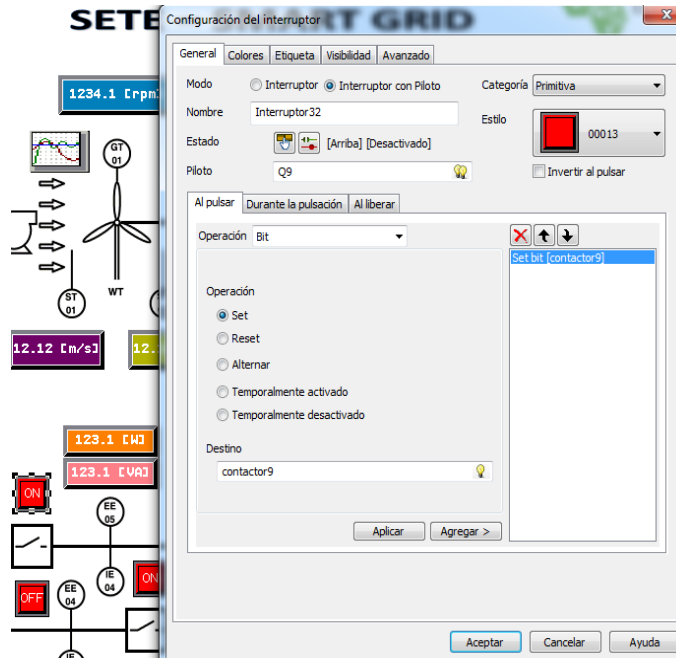 SETE SMART GRID
Configuración del interruptor
General Colores Etiqueta Visibilidad Avanzado
Modo Interruptor Interruptor con Piloto Categoría Primitiva
Nombre Interruptor32 Estilo 00013
Estado [Arriba] [Desactivado]
Piloto Q9 Invertir al pulsar
Al pulsar Durante la pulsación Al liberar
Operación Bit
Set bit [contactor9]
Operación
Set
Reset
Alternar
Temporalmente activado
Temporalmente desactivado
Destino
contactor9
Aplicar Agregar >
Aceptar Cancelar Ayuda
1234.1 [rpm]
GT
01
ST
01
WT
12.12 [m/s] 12.
123.1 [W]
123.1 [VA]
ON
EE
05
IE
04
ON
OFF
EE
04
IE